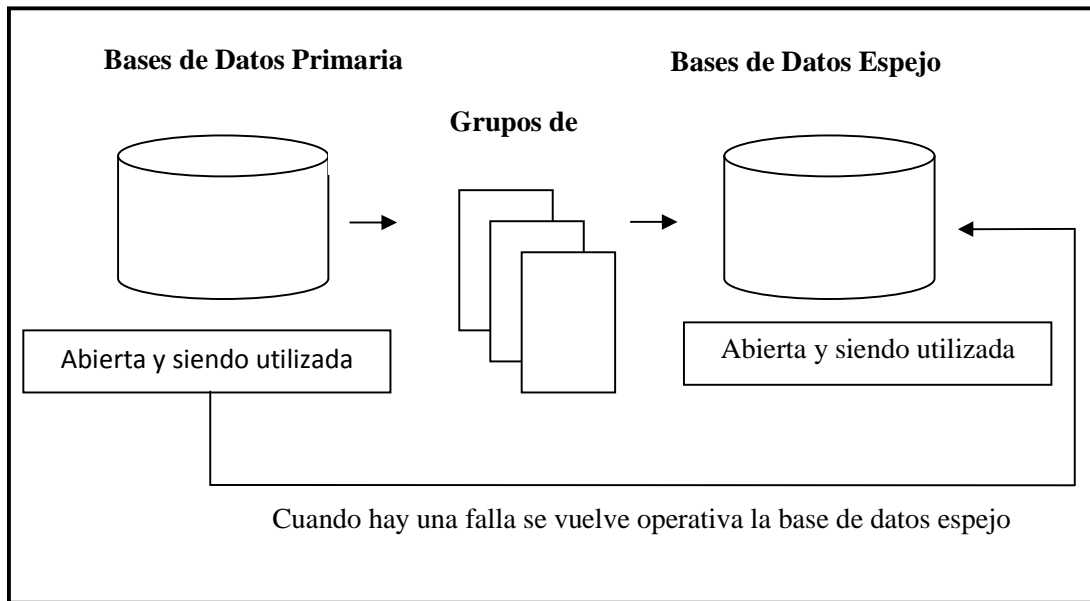 Bases de Datos Primaria
Bases de Datos Espejo
Grupos de
Abierta y siendo utilizada
Abierta y siendo utilizada
Cuando hay una falla se vuelve operativa la base de datos espejo